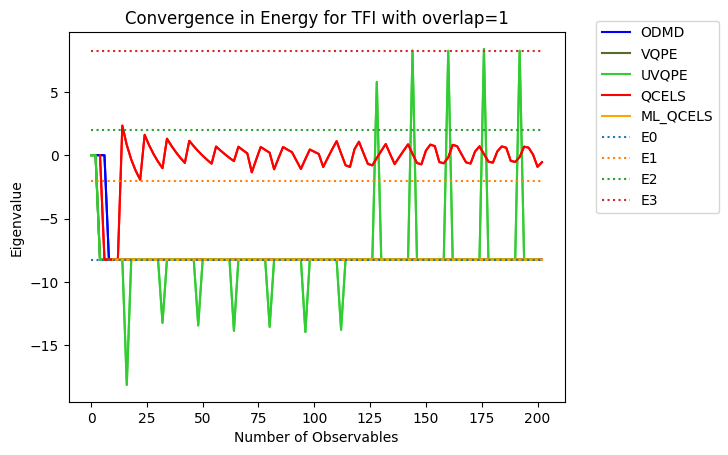 Convergence in Energy for TFI with overlap=1
Eigenvalue
5
0
−5
−10
−15
0
25
50
75
100
125
150
175
200
Number of Observables
ODMD
VQPE
UVQPE
QCELS
ML_QCELS
E0
E1
E2
E3